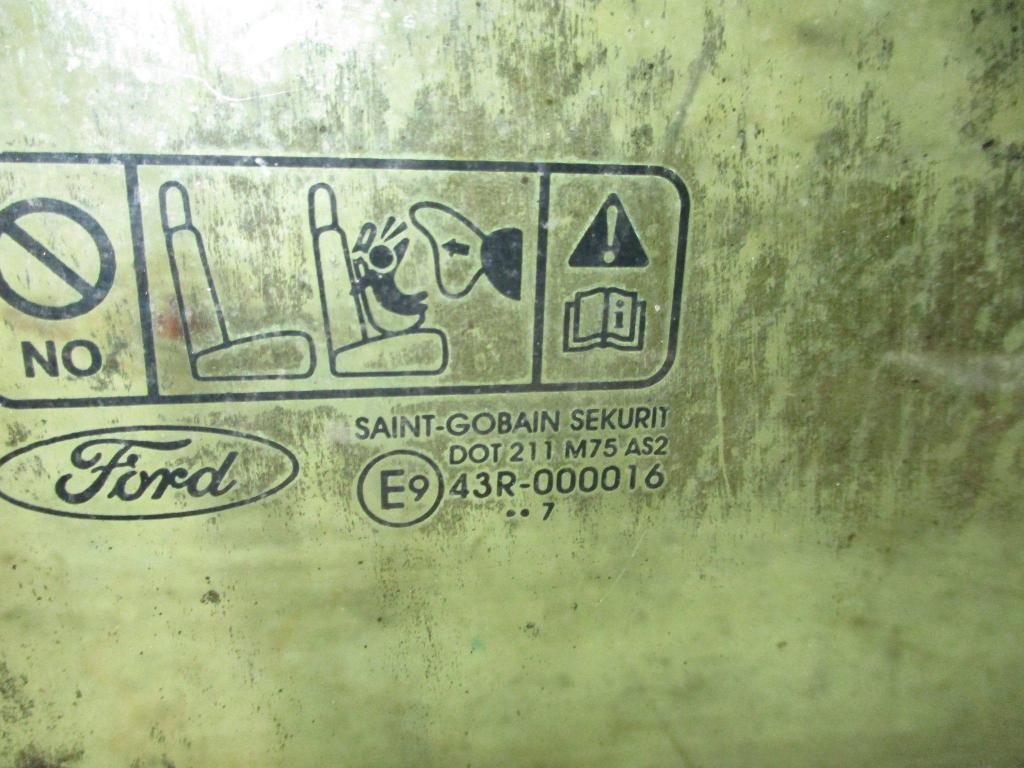 NO
i
Ford
SAINT-GOBAIN SEKURIT
DOT 211 M75 AS2
E9 43R-000016
•• 7